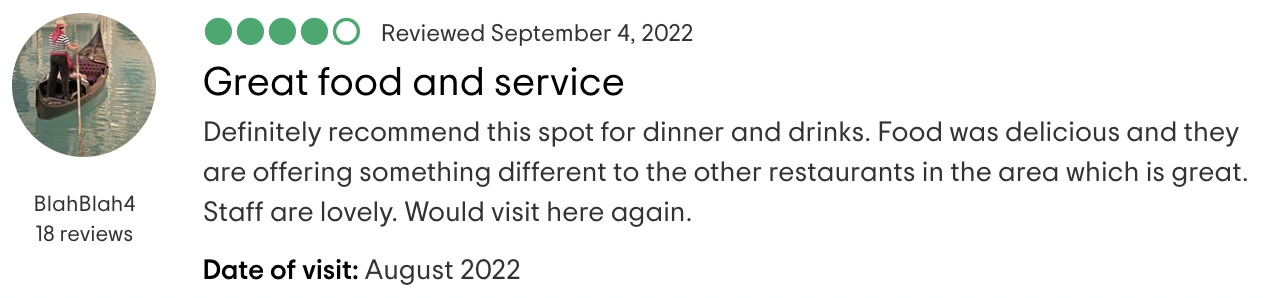 Reviewed September 4, 2022
Great food and service
Definitely recommend this spot for dinner and drinks. Food was delicious and they
are offering something different to the other restaurants in the area which is great.
Staff are lovely. Would visit here again.
Date of visit: August 2022
BlahBlah4
18 reviews